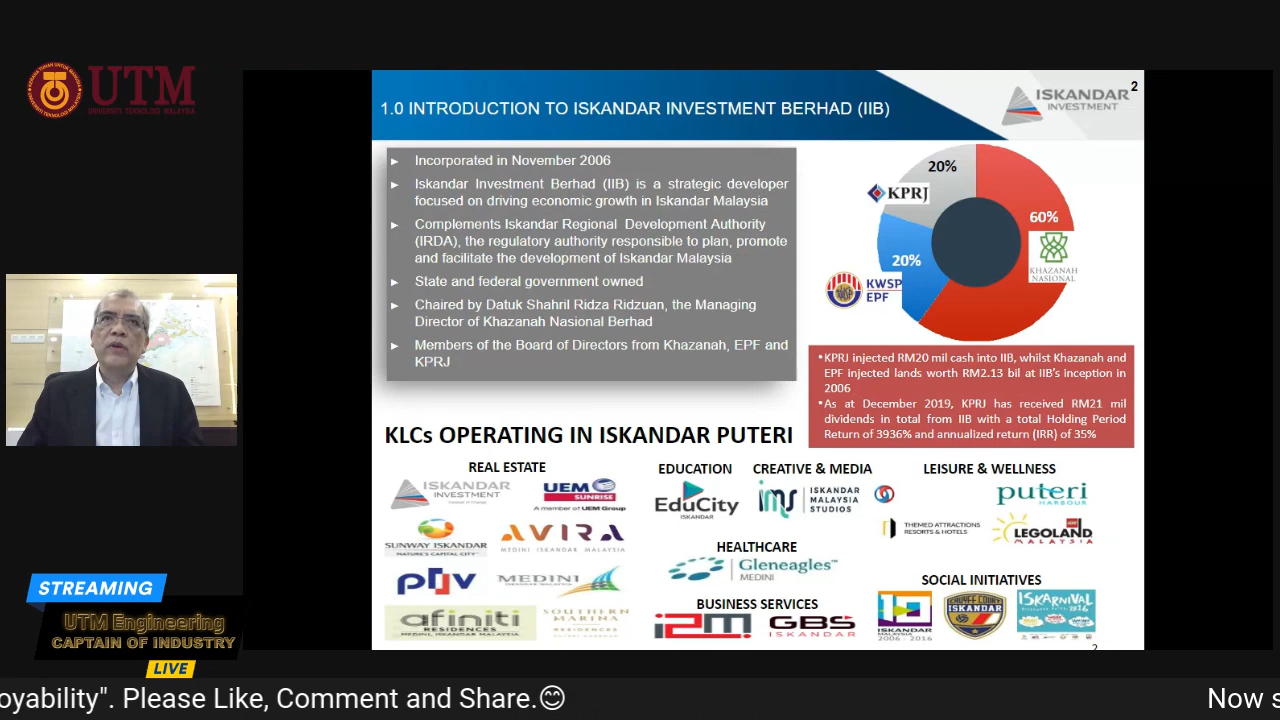 UTM
UNIVERSITI TEKNOLOGI MALAYSIA
1.0 INTRODUCTION TO ISKANDAR INVESTMENT BERHAD (IIB)
ISKANDAR
INVESTMENT
2
Incorporated in November 2006
Iskandar Investment Berhad (IIB) is a strategic developer
focused on driving economic growth in Iskandar Malaysia
Complements Iskandar Regional Development Authority
(IRDA), the regulatory authority responsible to plan, promote
and facilitate the development of Iskandar Malaysia
State and federal government owned
Chaired by Datuk Shahril Ridza Ridzuan, the Managing
Director of Khazanah Nasional Berhad
Members of the Board of Directors from Khazanah, EPF and
KPRJ
20%
KPRJ
60%
KHAZANAH
NASIONAL
20%
KWSP
EPF
•KPRJ injected RM20 mil cash into IIB, whilst Khazanah and
EPF injected lands worth RM2.13 bil at IIB's inception in
2006
•As at December 2019, KPRJ has received RM21 mil
dividends in total from IIB with a total Holding Period
Return of 3936% and annualized return (IRR) of 35%
KLCs OPERATING IN ISKANDAR PUTERI
REAL ESTATE
ISKANDAR
INVESTMENT
UEM
SUNRISE
A member of UEM Group
SUNWAY ISKANDAR
NATURE'S CAPITAL CITY
AVIRA
MEDINI ISKANDAR MALAYSIA
MEDINI
ISKANDAR MALAYSIA
afiniti
RESIDENCES
MEDINI, ISKANDAR MALAYSIA
SOUTHERN
MARINA
RESIDENCES
EDUCATION
EduCity
ISKANDAR
CREATIVE & MEDIA
ims
ISKANDAR
MALAYSIA
STUDIOS
HEALTHCARE
Gleneagles
MEDINI
BUSINESS SERVICES
i2M
GBS
ISKANDAR
LEISURE & WELLNESS
puteri
HARBOUR
THEMED ATTRACTIONS
RESORTS & HOTELS
LEGOLAND
MALAYSIA
SOCIAL INITIATIVES
10
ISKANDAR
MALAYSIA
2006 - 2016
ISKANDAR
ISKARNIVAL
2016
2
STREAMING
UTM Engineering
CAPTAIN OF INDUSTRY
LIVE
oyability". Please Like, Comment and Share.😊
Now s